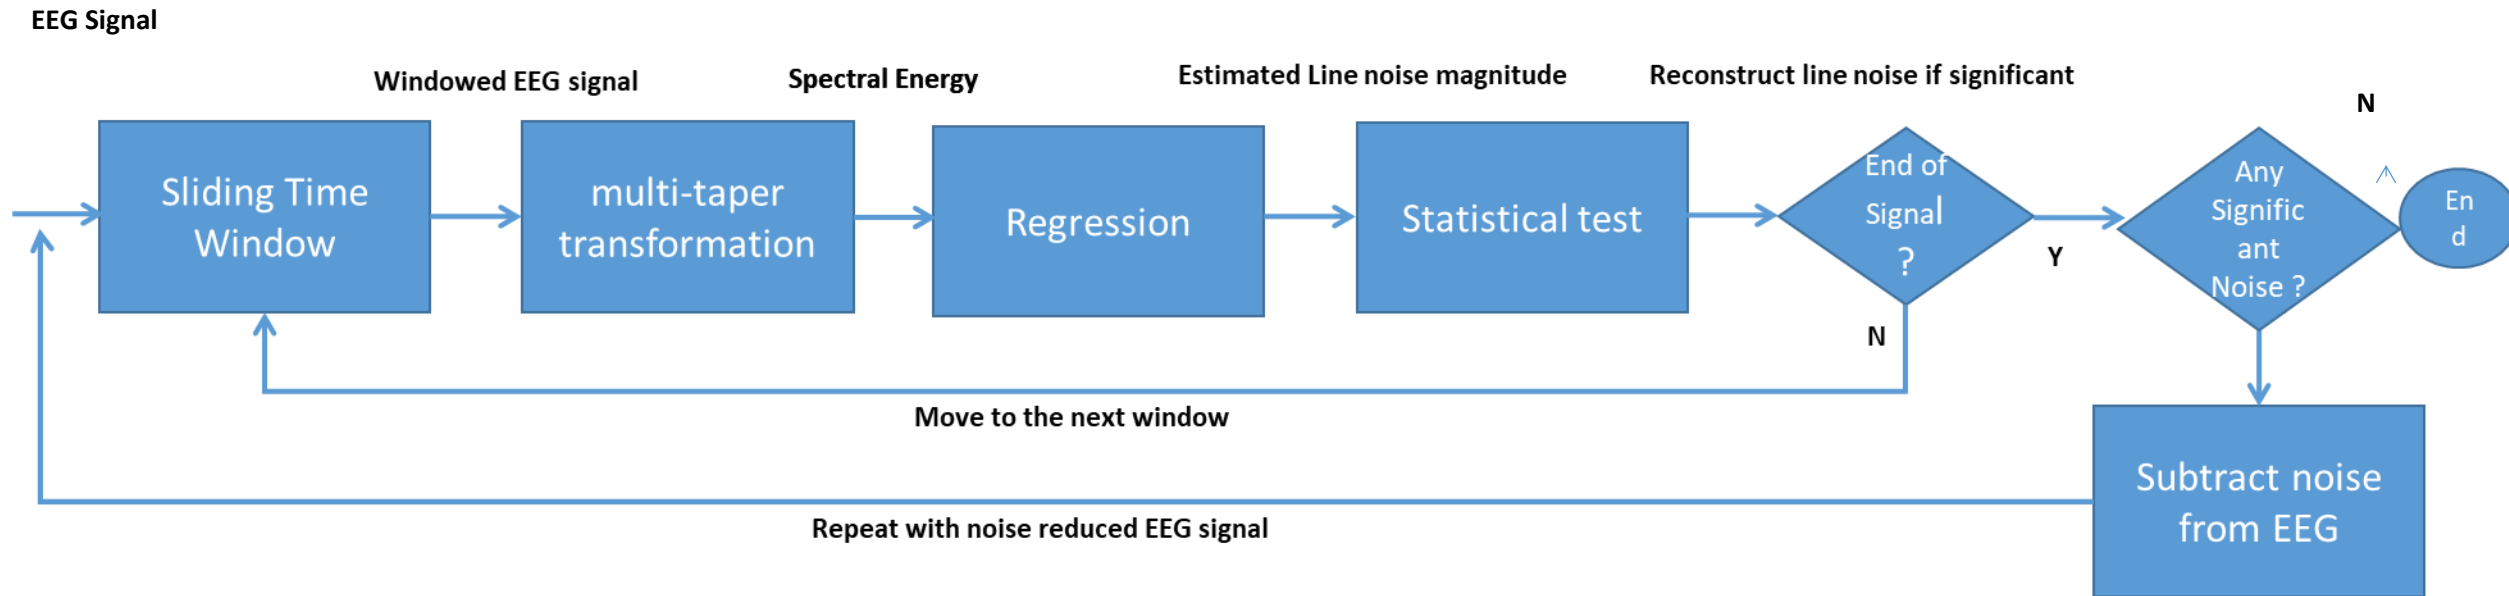 EEG Signal
Windowed EEG signal
Spectral Energy
Estimated Line noise magnitude
Reconstruct line noise if significant
N
Sliding Time
Window
multi-taper
transformation
Regression
Statistical test
End of
Signal
?
Y
N
Any
Signific
ant
Noise ?
En
d
Move to the next window
Subtract noise
from EEG
Repeat with noise reduced EEG signal